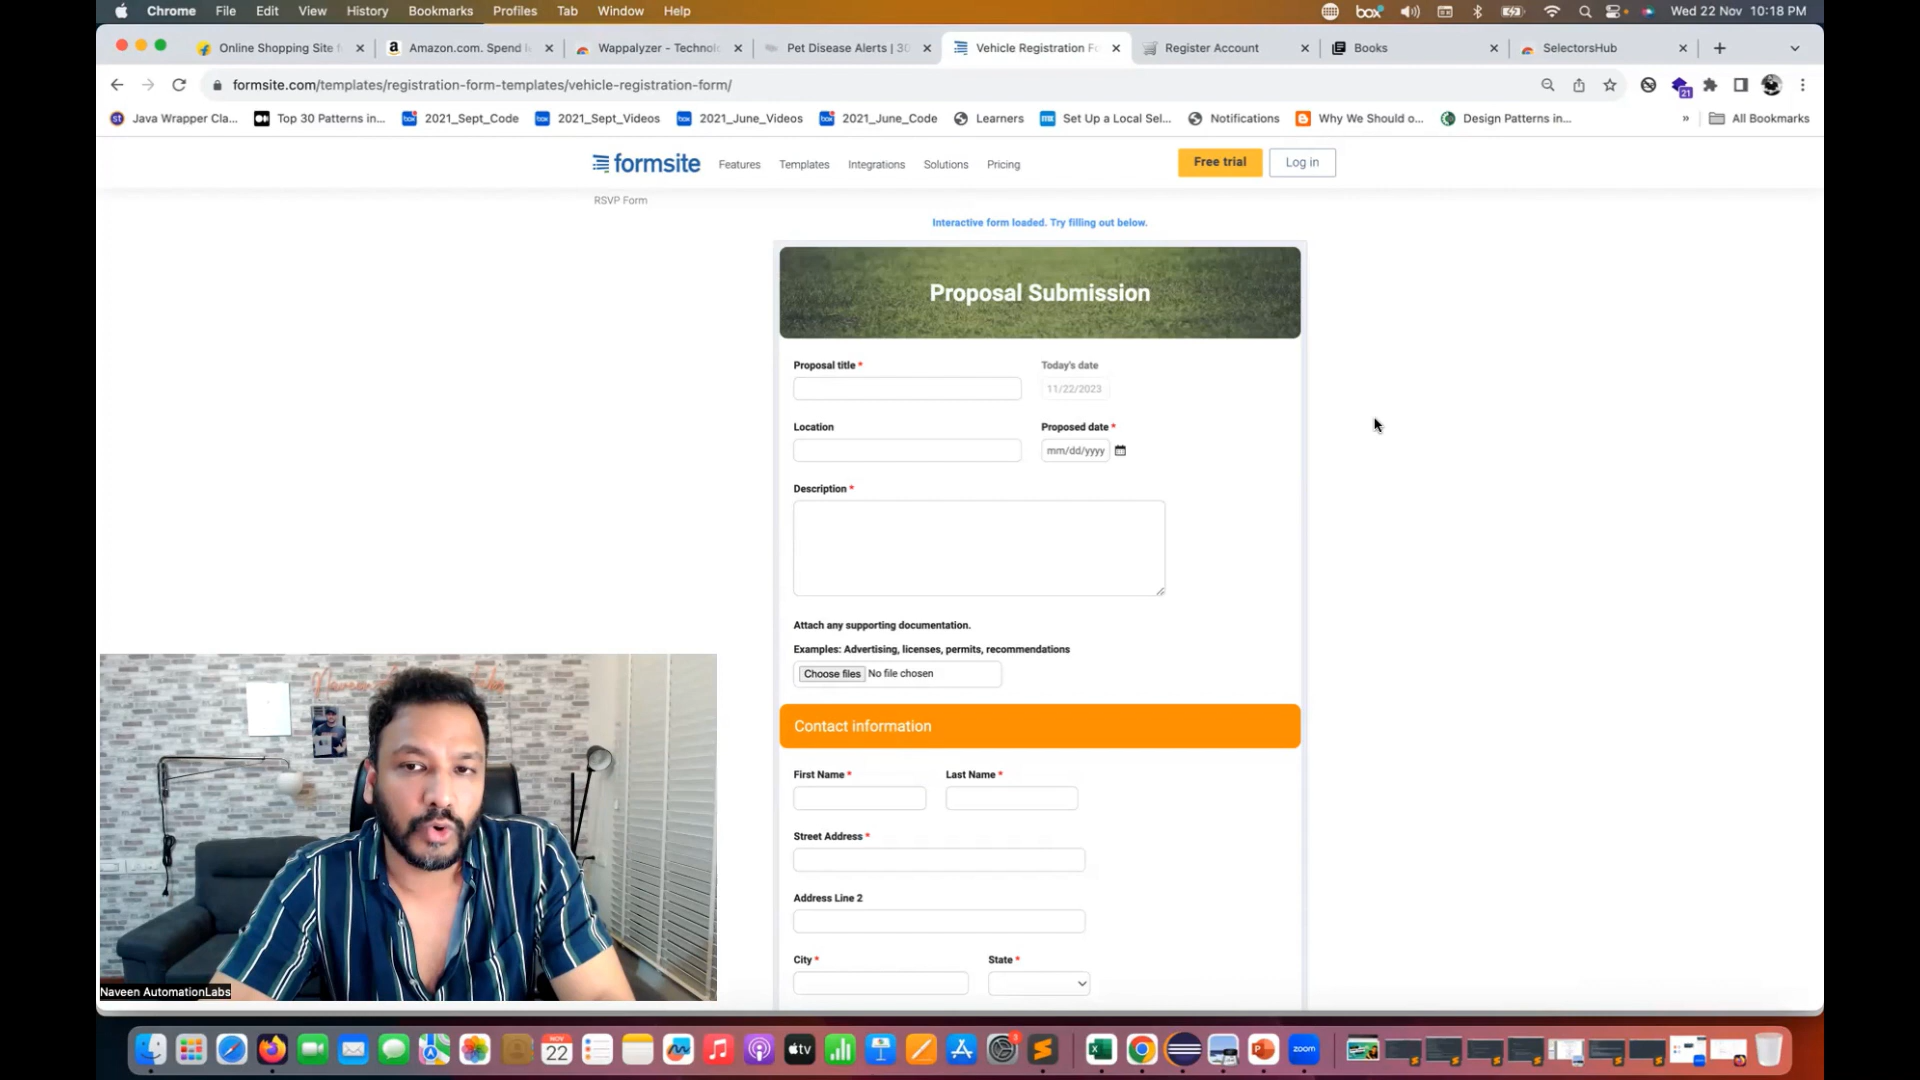 Chrome File Edit View History Bookmarks Profiles Tab Window Help
box
Wed 22 Nov 10:18 PM
Online Shopping Site f
Amazon.com. Spend l
Wappalyzer - Technol
Pet Disease Alerts | 30
Vehicle Registration Fo
Register Account
Books
SelectorsHub
formsite.com/templates/registration-form-templates/vehicle-registration-form/
21
Java Wrapper Cla...
Top 30 Patterns in...
2021_Sept_Code
2021_Sept_Videos
2021_June_Videos
2021_June_Code
Learners
Set Up a Local Sel...
Notifications
Why We Should o...
Design Patterns in...
»
All Bookmarks
formsite
Features
Templates
Integrations
Solutions
Pricing
Free trial
Log in
RSVP Form
Interactive form loaded. Try filling out below.
Proposal Submission
Proposal title *
Today's date
11/22/2023
Location
Proposed date *
mm/dd/yyyy
Description *
Attach any supporting documentation.
Examples: Advertising, licenses, permits, recommendations
Choose files No file chosen
Contact information
First Name *
Last Name *
Street Address *
Address Line 2
City *
State *
Naveen AutomationLabs
NOV
22
tv
zoom